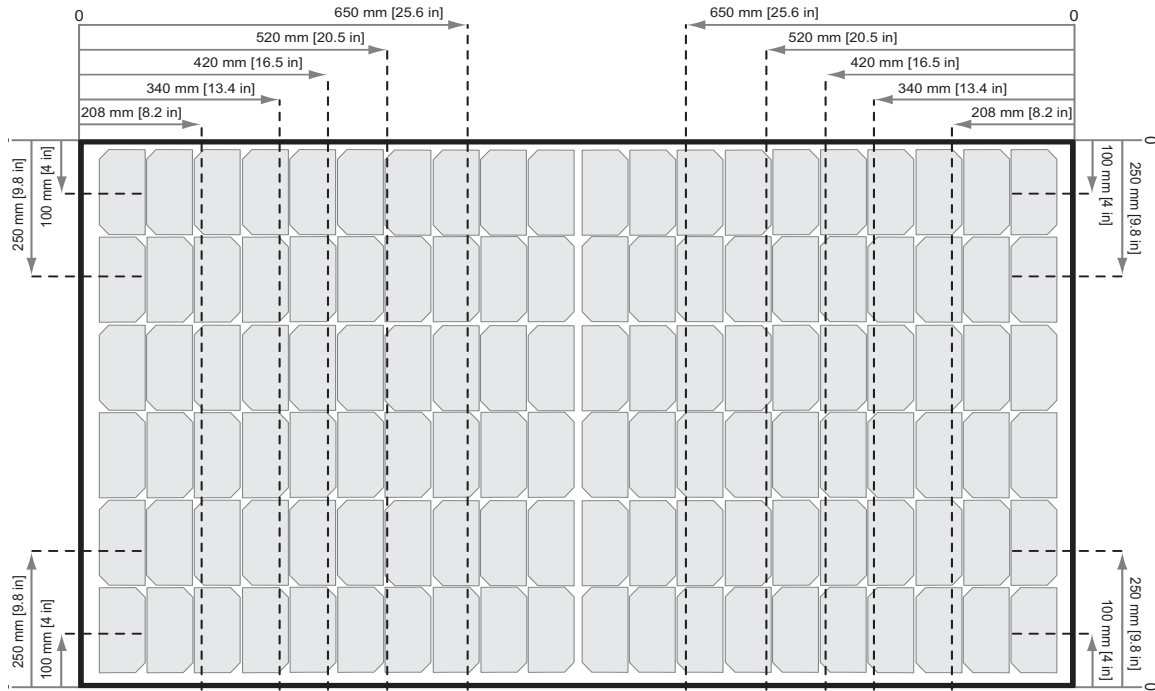 0
650 mm [25.6 in]
650 mm [25.6 in]
0
520 mm [20.5 in]
520 mm [20.5 in]
420 mm [16.5 in]
420 mm [16.5 in]
340 mm [13.4 in]
340 mm [13.4 in]
208 mm [8.2 in]
208 mm [8.2 in]
250 mm [9.8 in]
100 mm [4 in]
100 mm [4 in]
250 mm [9.8 in]
0
250 mm [9.8 in]
100 mm [4 in]
100 mm [4 in]
250 mm [9.8 in]
0